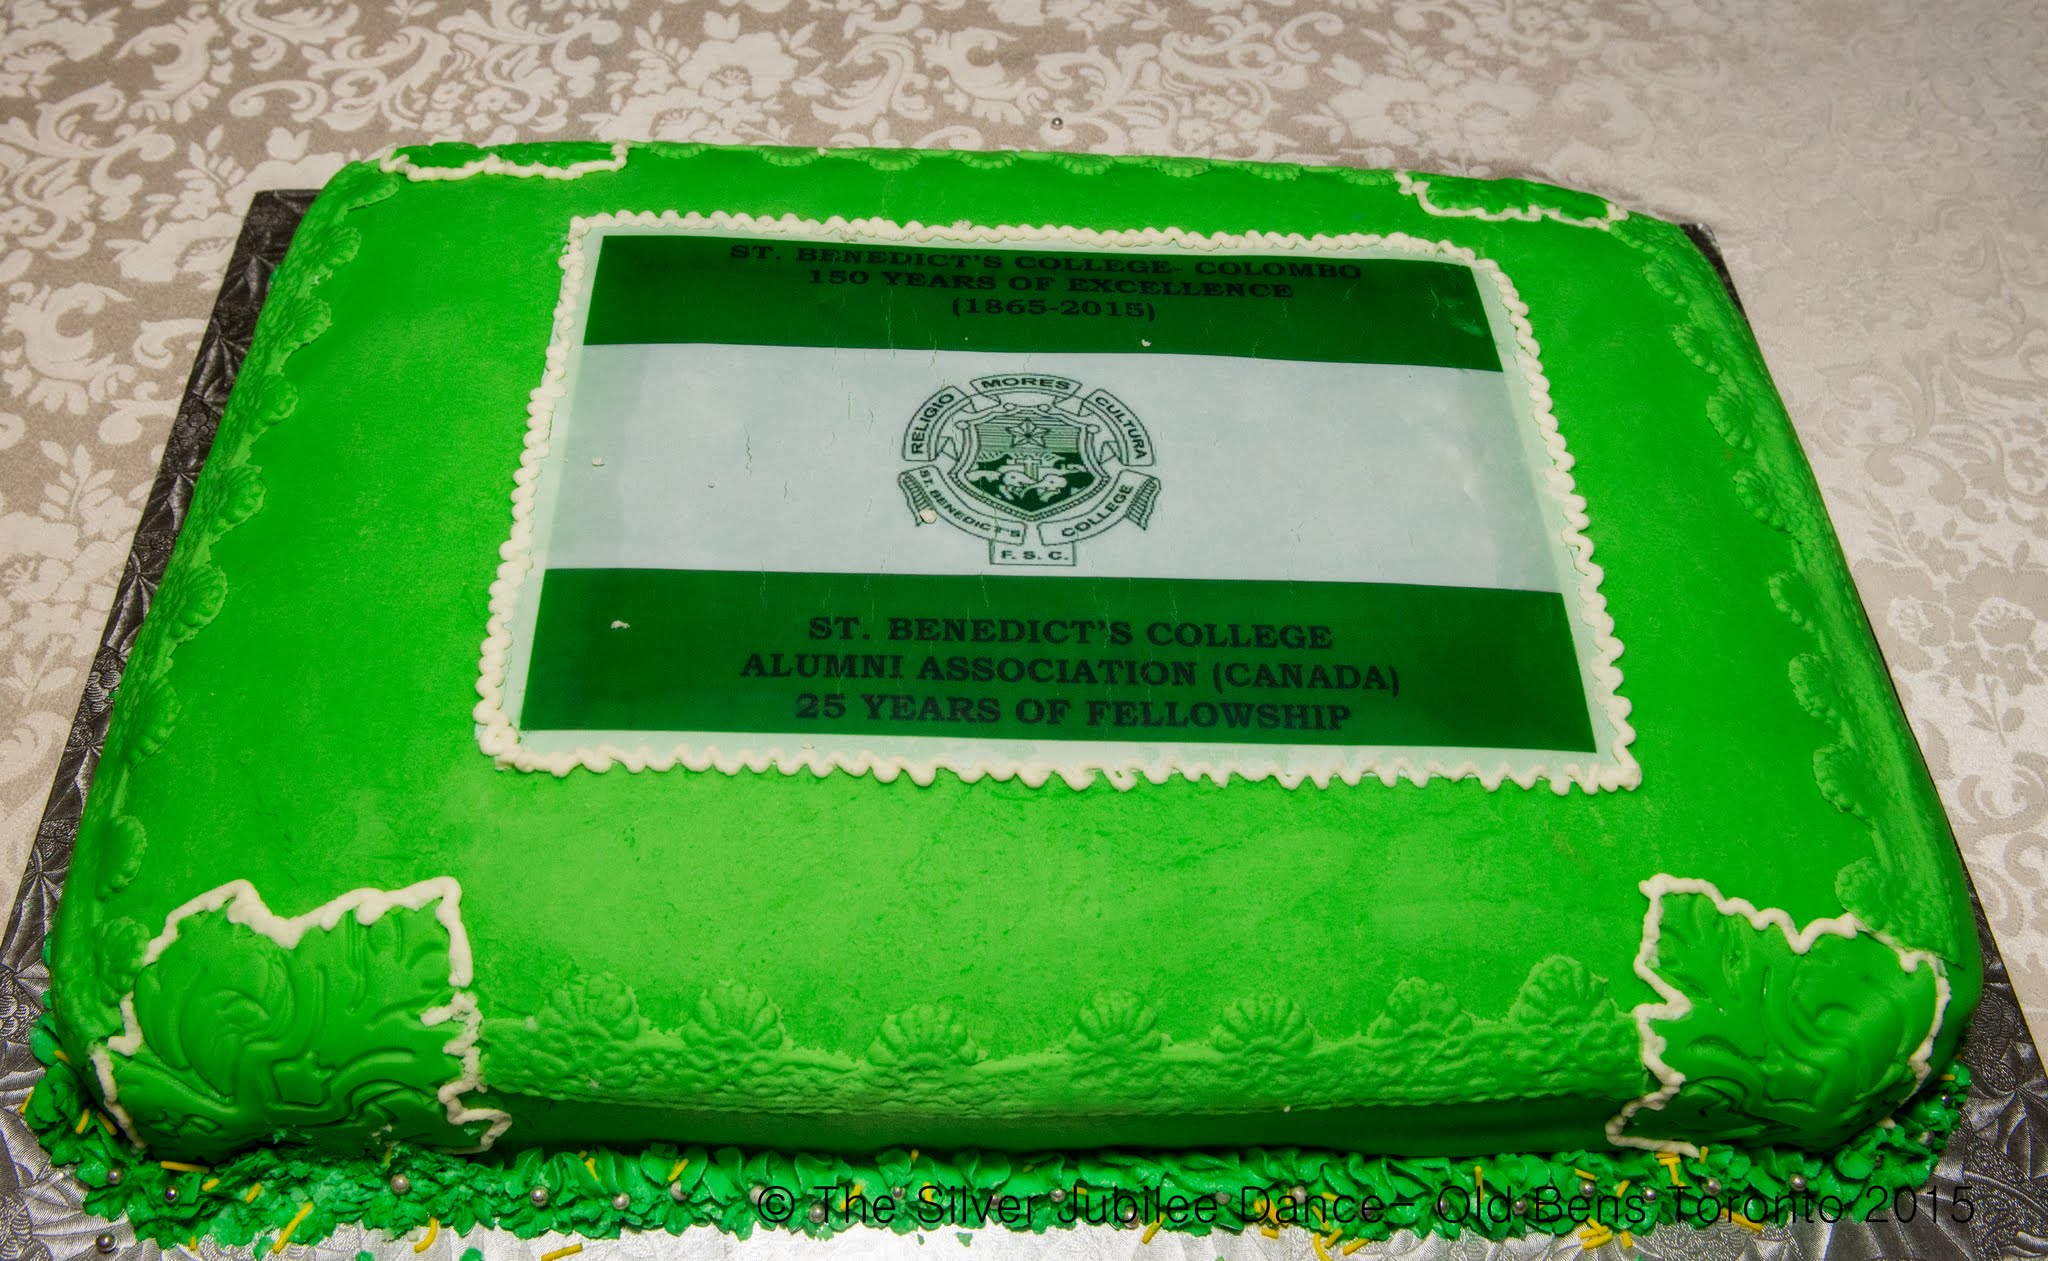 ST. BENEDICT'S COLLEGE- COLOMBO
150 YEARS OF EXCELLENCE
(1865-2015)
RELIGIO MORES CULTURA
ST. BENEDICT'S COLLEGE
F. S. C.
ST. BENEDICT'S COLLEGE
ALUMNI ASSOCIATION (CANADA)
25 YEARS OF FELLOWSHIP
© The Silver Jubilee Dance- Old Bens Toronto 2015